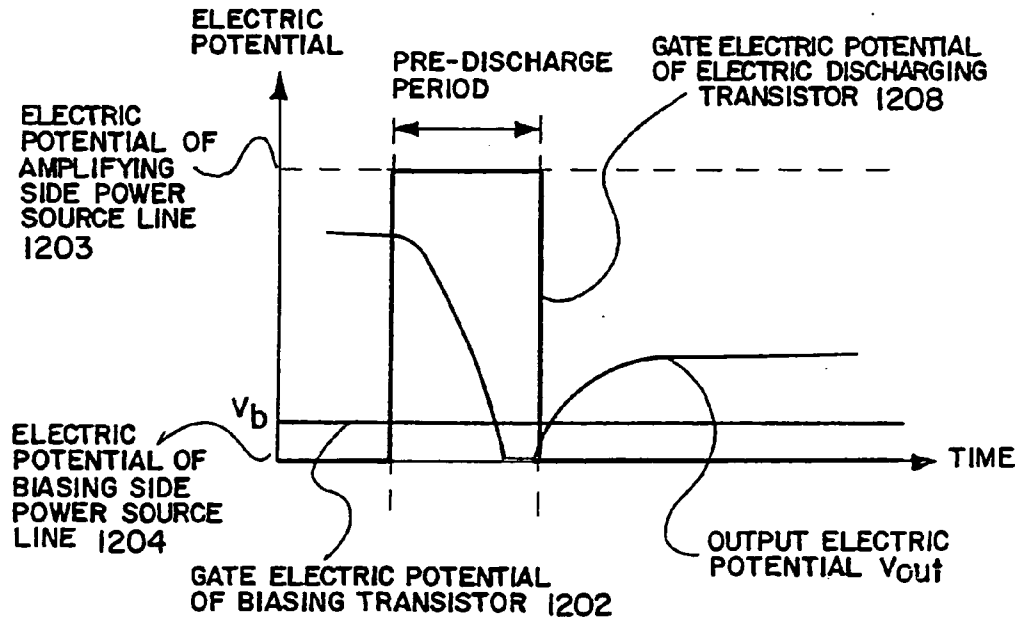 ELECTRIC
POTENTIAL
PRE-DISCHARGE
PERIOD
GATE ELECTRIC POTENTIAL
OF ELECTRIC DISCHARGING
TRANSISTOR 1208
ELECTRIC
POTENTIAL OF
AMPLIFYING
SIDE POWER
SOURCE LINE
1203
Vb
ELECTRIC
POTENTIAL OF
BIASING SIDE
POWER SOURCE
LINE 1204
TIME
GATE ELECTRIC POTENTIAL
OF BIASING TRANSISTOR 1202
OUTPUT ELECTRIC
POTENTIAL Vout